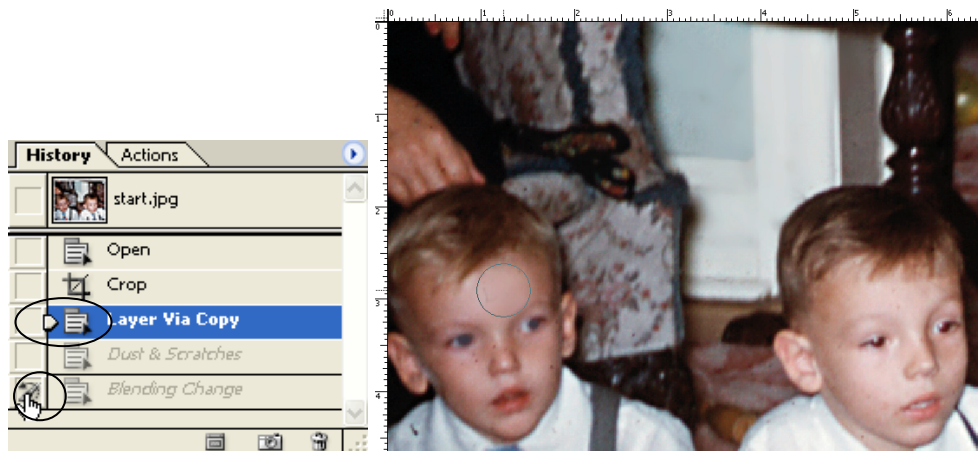 History Actions
start.jpg
Open
Crop
Layer Via Copy
Dust & Scratches
Blending Change
0 1 2 3 4 5 6
0
1
2
3
4